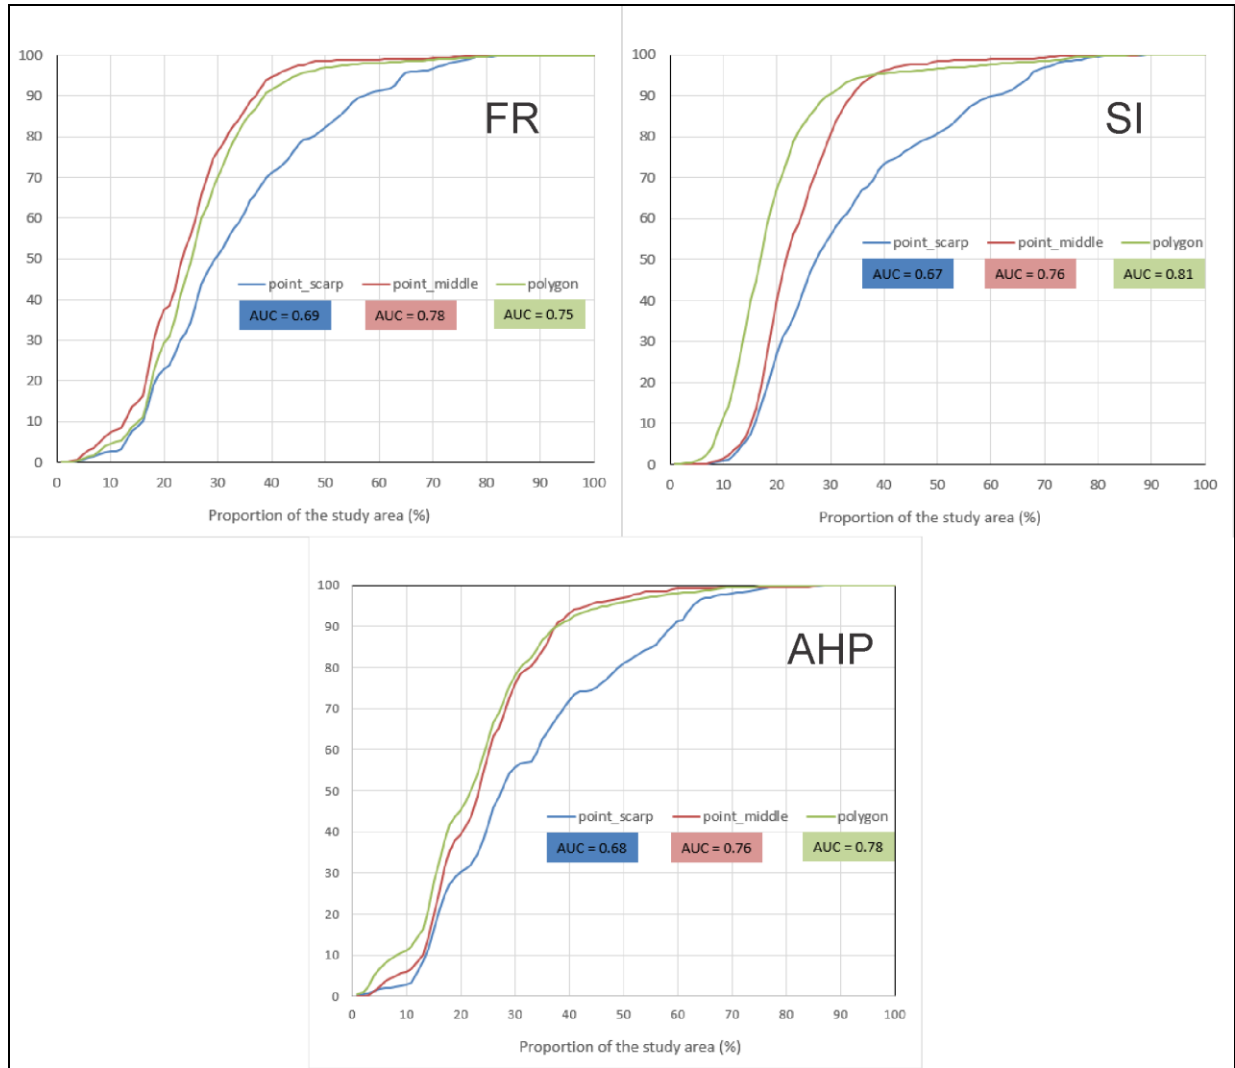 FR
100
90
80
70
60
50
40
30
20
10
0
point_scarp point_middle polygon
AUC = 0.69 AUC = 0.78 AUC = 0.75
0 10 20 30 40 50 60 70 80 90 100
Proportion of the study area (%)
SI
100
90
80
70
60
50
40
30
20
10
0
point_scarp point_middle polygon
AUC = 0.67 AUC = 0.76 AUC = 0.81
0 10 20 30 40 50 60 70 80 90 100
Proportion of the study area (%)
AHP
100
90
80
70
60
50
40
30
20
10
0
point_scarp point_middle polygon
AUC = 0.68 AUC = 0.76 AUC = 0.78
0 10 20 30 40 50 60 70 80 90 100
Proportion of the study area (%)